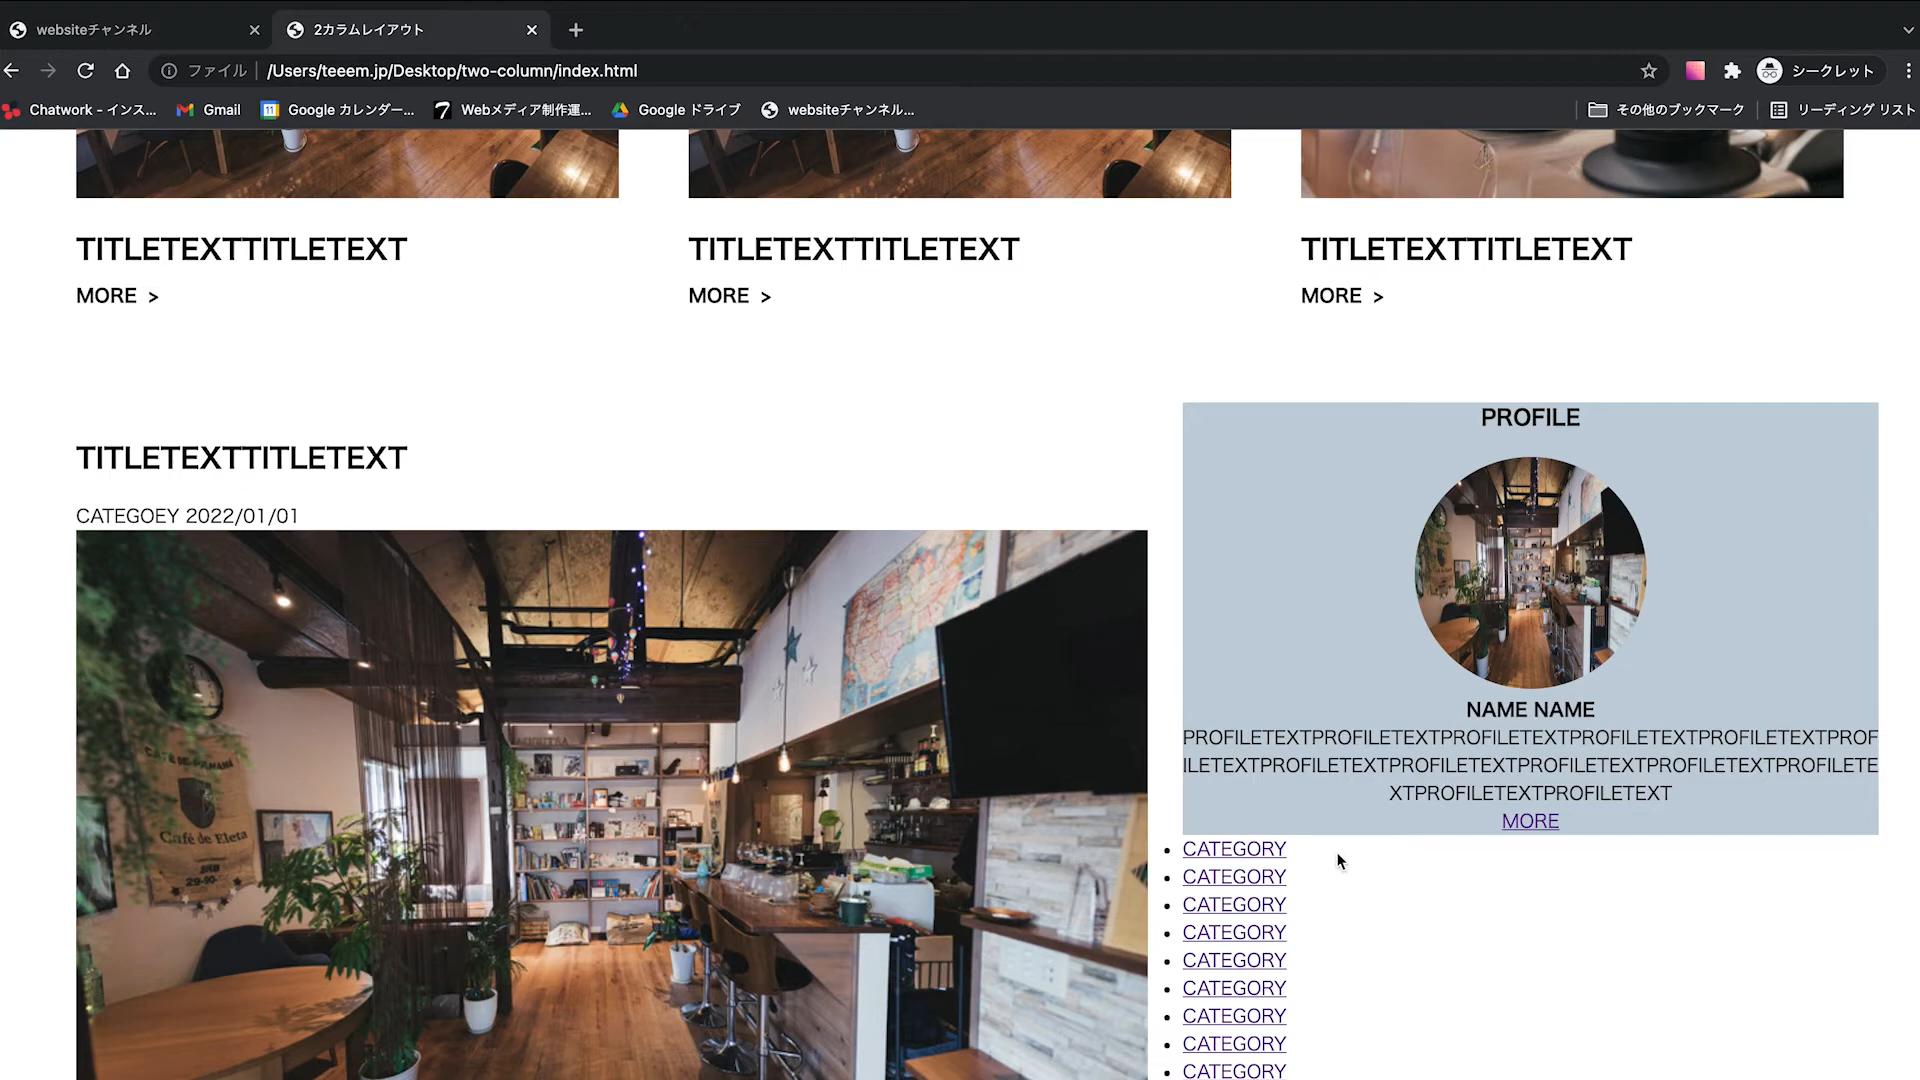 websiteチャンネル
2カラムレイアウト
ファイル
/Users/teeem.jp/Desktop/two-column/index.html
シークレット
Chatwork - インス...
Gmail
Google カレンダー...
Webメディア制作運...
Google ドライブ
websiteチャンネル...
その他のブックマーク
リーディング リスト
TITLETEXTTITLETEXT
MORE >
TITLETEXTTITLETEXT
MORE >
TITLETEXTTITLETEXT
MORE >
TITLETEXTTITLETEXT
CATEGOEY 2022/01/01
Café de Eleta
29-90-
PROFILE
NAME NAME
PROFILETEXTPROFILETEXTPROFILETEXTPROFILETEXTPROFILETEXTPROF
ILETEXTPROFILETEXTPROFILETEXTPROFILETEXTPROFILETEXTPROFILETE
XTPROFILETEXTPROFILETEXT
MORE
CATEGORY
CATEGORY
CATEGORY
CATEGORY
CATEGORY
CATEGORY
CATEGORY
CATEGORY
CATEGORY